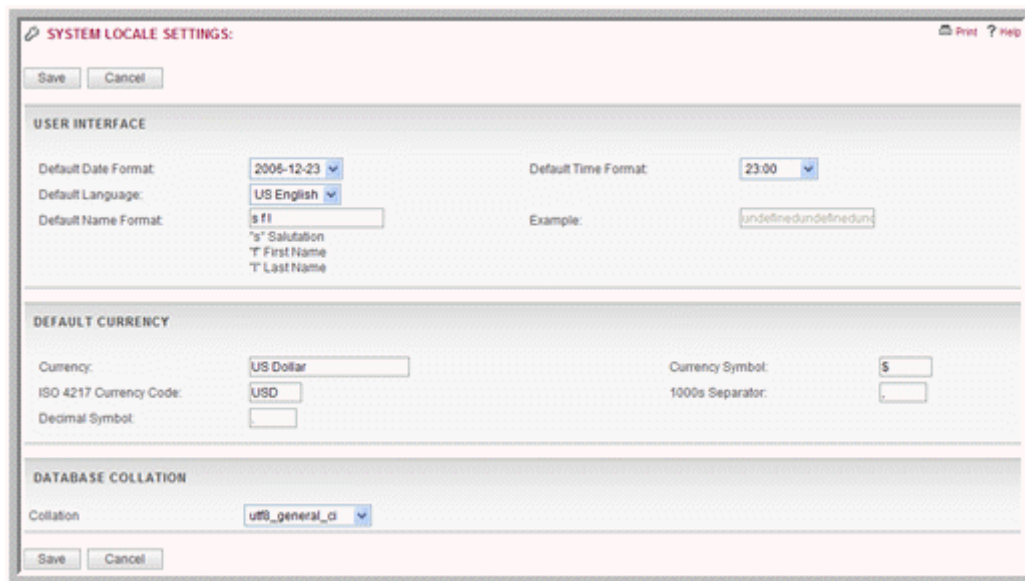 SYSTEM LOCALE SETTINGS:
Print ? Help
Save Cancel
USER INTERFACE
Default Date Format: 2006-12-23 Default Time Format: 23:00
Default Language: US English
Default Name Format: s f l Example: undefinedundefinedund
"s" Salutation
"f" First Name
"l" Last Name
DEFAULT CURRENCY
Currency: US Dollar Currency Symbol: $
ISO 4217 Currency Code: USD 1000s Separator: ,
Decimal Symbol: .
DATABASE COLLATION
Collation utf8_general_ci
Save Cancel